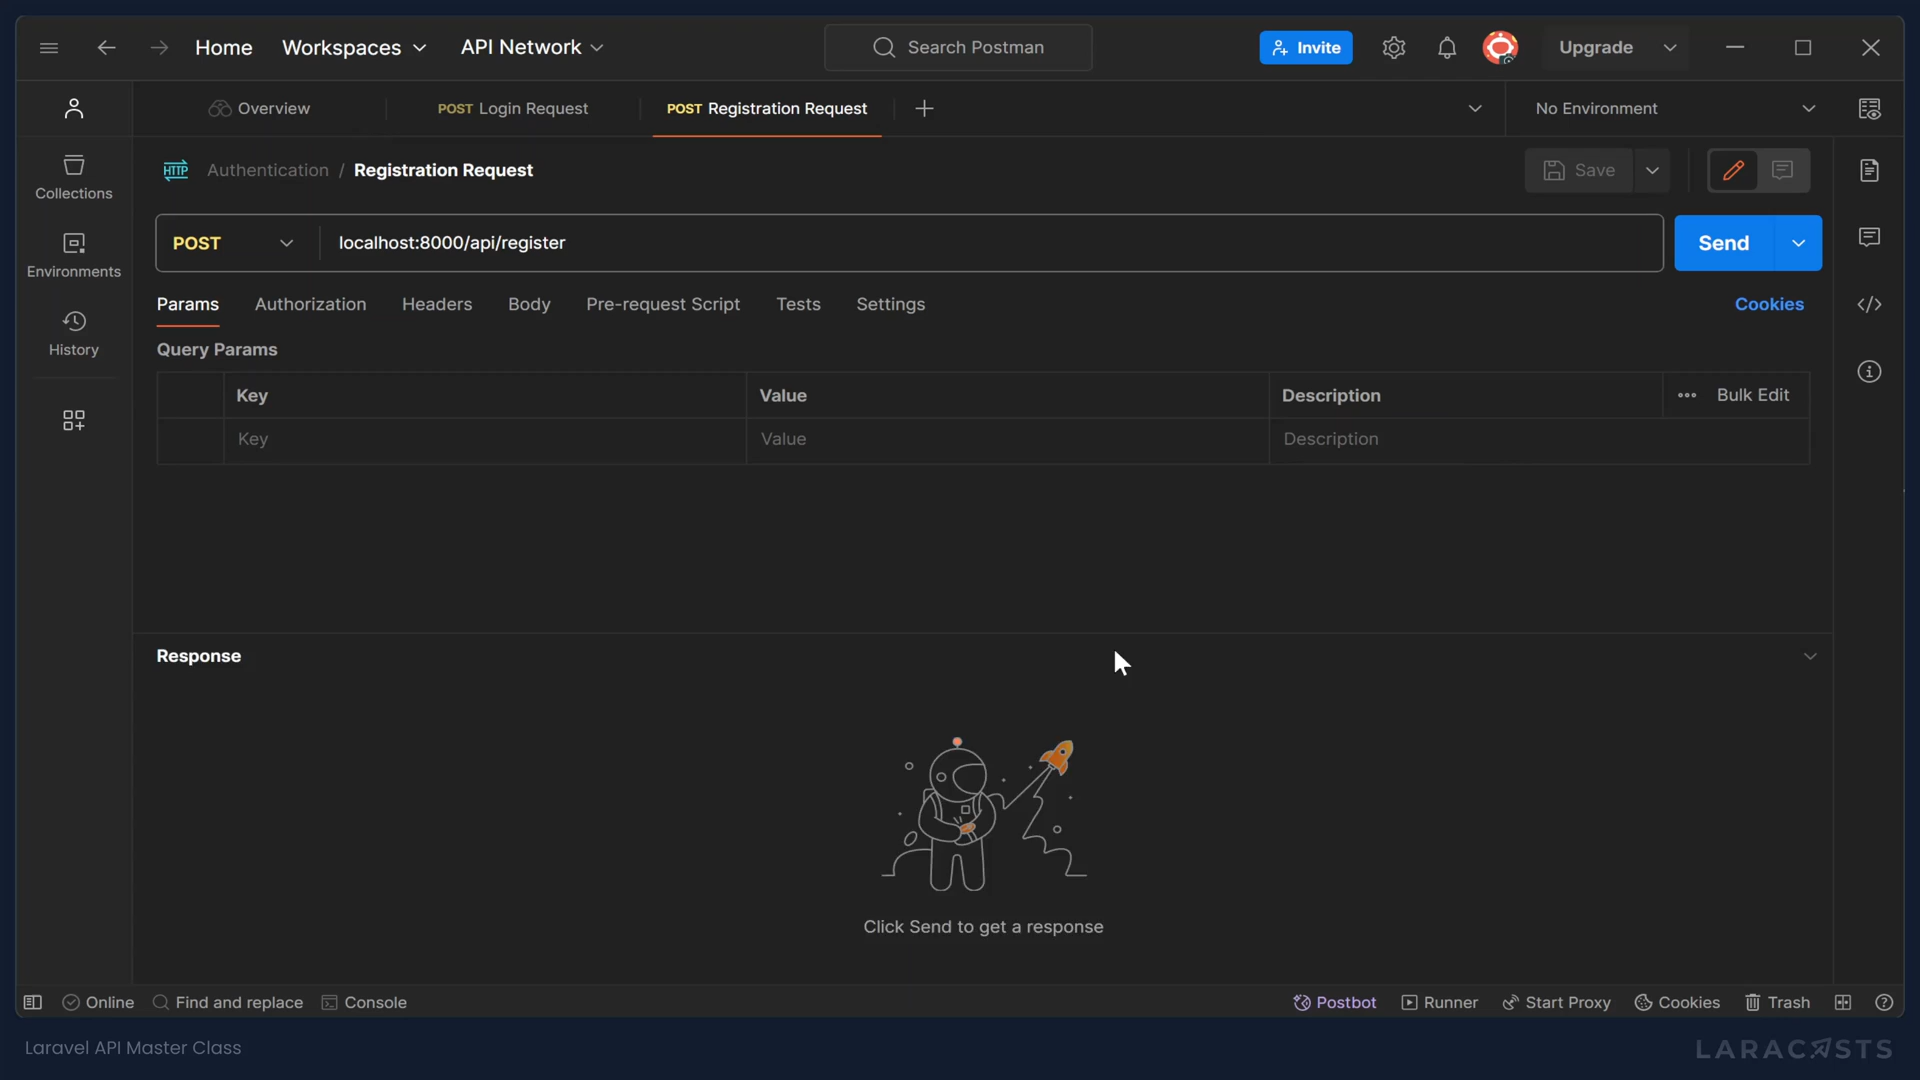 Home Workspaces API Network Search Postman Invite Upgrade
Overview POST Login Request POST Registration Request No Environment
HTTP Authentication / Registration Request Save
Collections
Environments
History
POST localhost:8000/api/register Send
Params Authorization Headers Body Pre-request Script Tests Settings Cookies
Query Params
Key Value Description Bulk Edit
Key Value Description
Response
Click Send to get a response
Online Find and replace Console Postbot Runner Start Proxy Cookies Trash
Laravel API Master Class LARACASTS